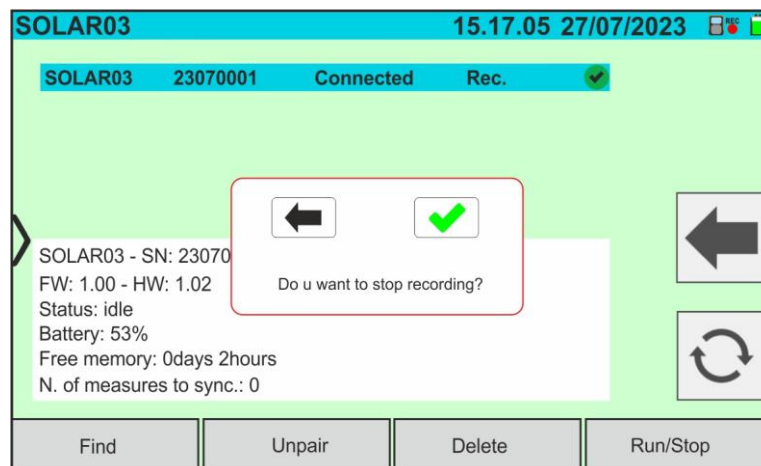 SOLAR03 15.17.05 27/07/2023 REC
SOLAR03 23070001 Connected Rec.
SOLAR03 - SN: 23070
FW: 1.00 - HW: 1.02
Do u want to stop recording?
Status: idle
Battery: 53%
Free memory: 0days 2hours
N. of measures to sync.: 0
Find Unpair Delete Run/Stop